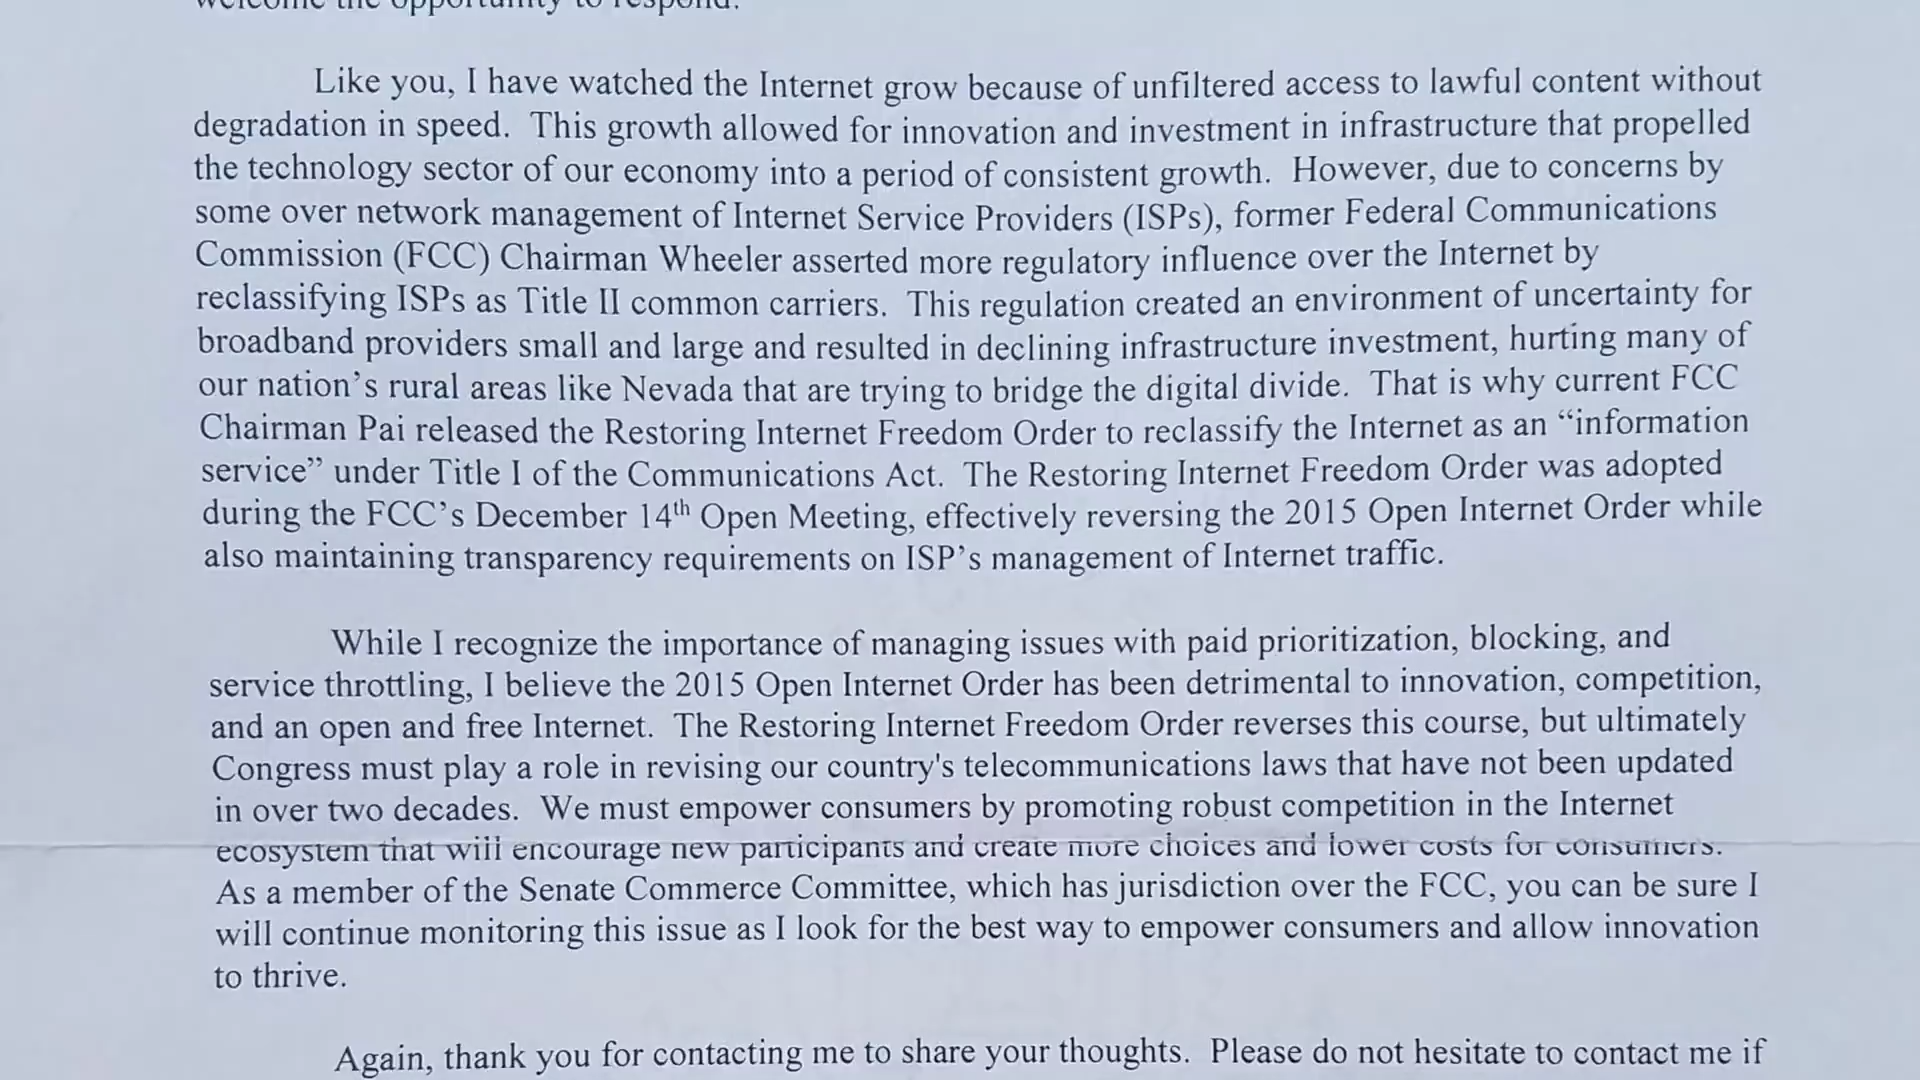 welcome the opportunity to respond.
Like you, I have watched the Internet grow because of unfiltered access to lawful content without
degradation in speed. This growth allowed for innovation and investment in infrastructure that propelled
the technology sector of our economy into a period of consistent growth. However, due to concerns by
some over network management of Internet Service Providers (ISPs), former Federal Communications
Commission (FCC) Chairman Wheeler asserted more regulatory influence over the Internet by
reclassifying ISPs as Title II common carriers. This regulation created an environment of uncertainty for
broadband providers small and large and resulted in declining infrastructure investment, hurting many of
our nation’s rural areas like Nevada that are trying to bridge the digital divide. That is why current FCC
Chairman Pai released the Restoring Internet Freedom Order to reclassify the Internet as an “information
service” under Title I of the Communications Act. The Restoring Internet Freedom Order was adopted
during the FCC’s December 14th Open Meeting, effectively reversing the 2015 Open Internet Order while
also maintaining transparency requirements on ISP’s management of Internet traffic.
While I recognize the importance of managing issues with paid prioritization, blocking, and
service throttling, I believe the 2015 Open Internet Order has been detrimental to innovation, competition,
and an open and free Internet. The Restoring Internet Freedom Order reverses this course, but ultimately
Congress must play a role in revising our country's telecommunications laws that have not been updated
in over two decades. We must empower consumers by promoting robust competition in the Internet
ecosystem that will encourage new participants and create more choices and lower costs for consumers.
As a member of the Senate Commerce Committee, which has jurisdiction over the FCC, you can be sure I
will continue monitoring this issue as I look for the best way to empower consumers and allow innovation
to thrive.
Again, thank you for contacting me to share your thoughts. Please do not hesitate to contact me if